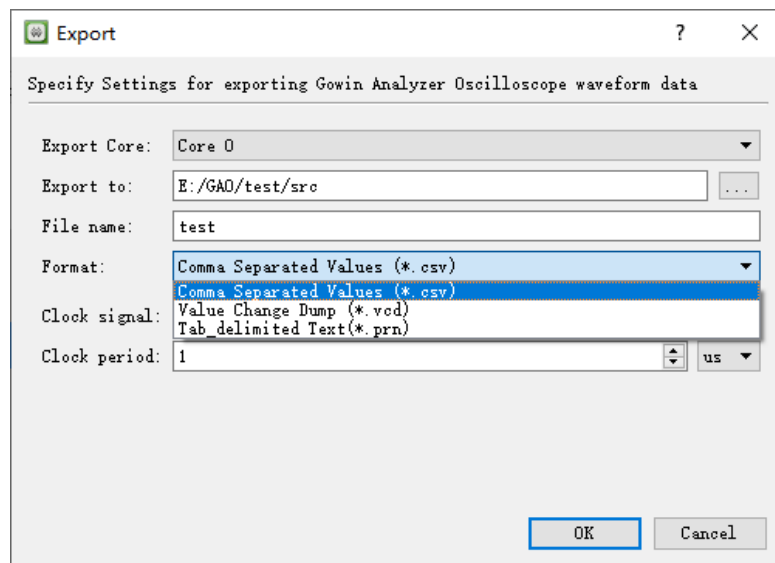 Export
?
Specify Settings for exporting Gowin Analyzer Oscilloscope waveform data
Export Core: Core 0
Export to: E:/GAO/test/src ...
File name: test
Format: Comma Separated Values (*.csv)
Comma Separated Values (*.csv)
Value Change Dump (*.vcd)
Clock signal:
Tab_delimited Text(*.prn)
Clock period: 1 us
OK Cancel